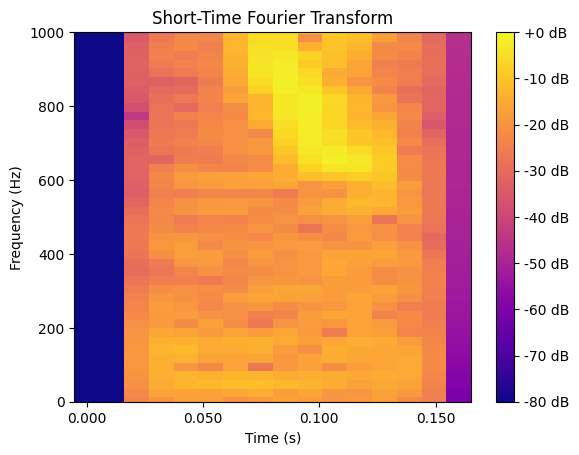 Short-Time Fourier Transform
1000
800
600
400
200
0
Frequency (Hz)
0.000
0.050
0.100
0.150
Time (s)
+0 dB
-10 dB
-20 dB
-30 dB
-40 dB
-50 dB
-60 dB
-70 dB
-80 dB